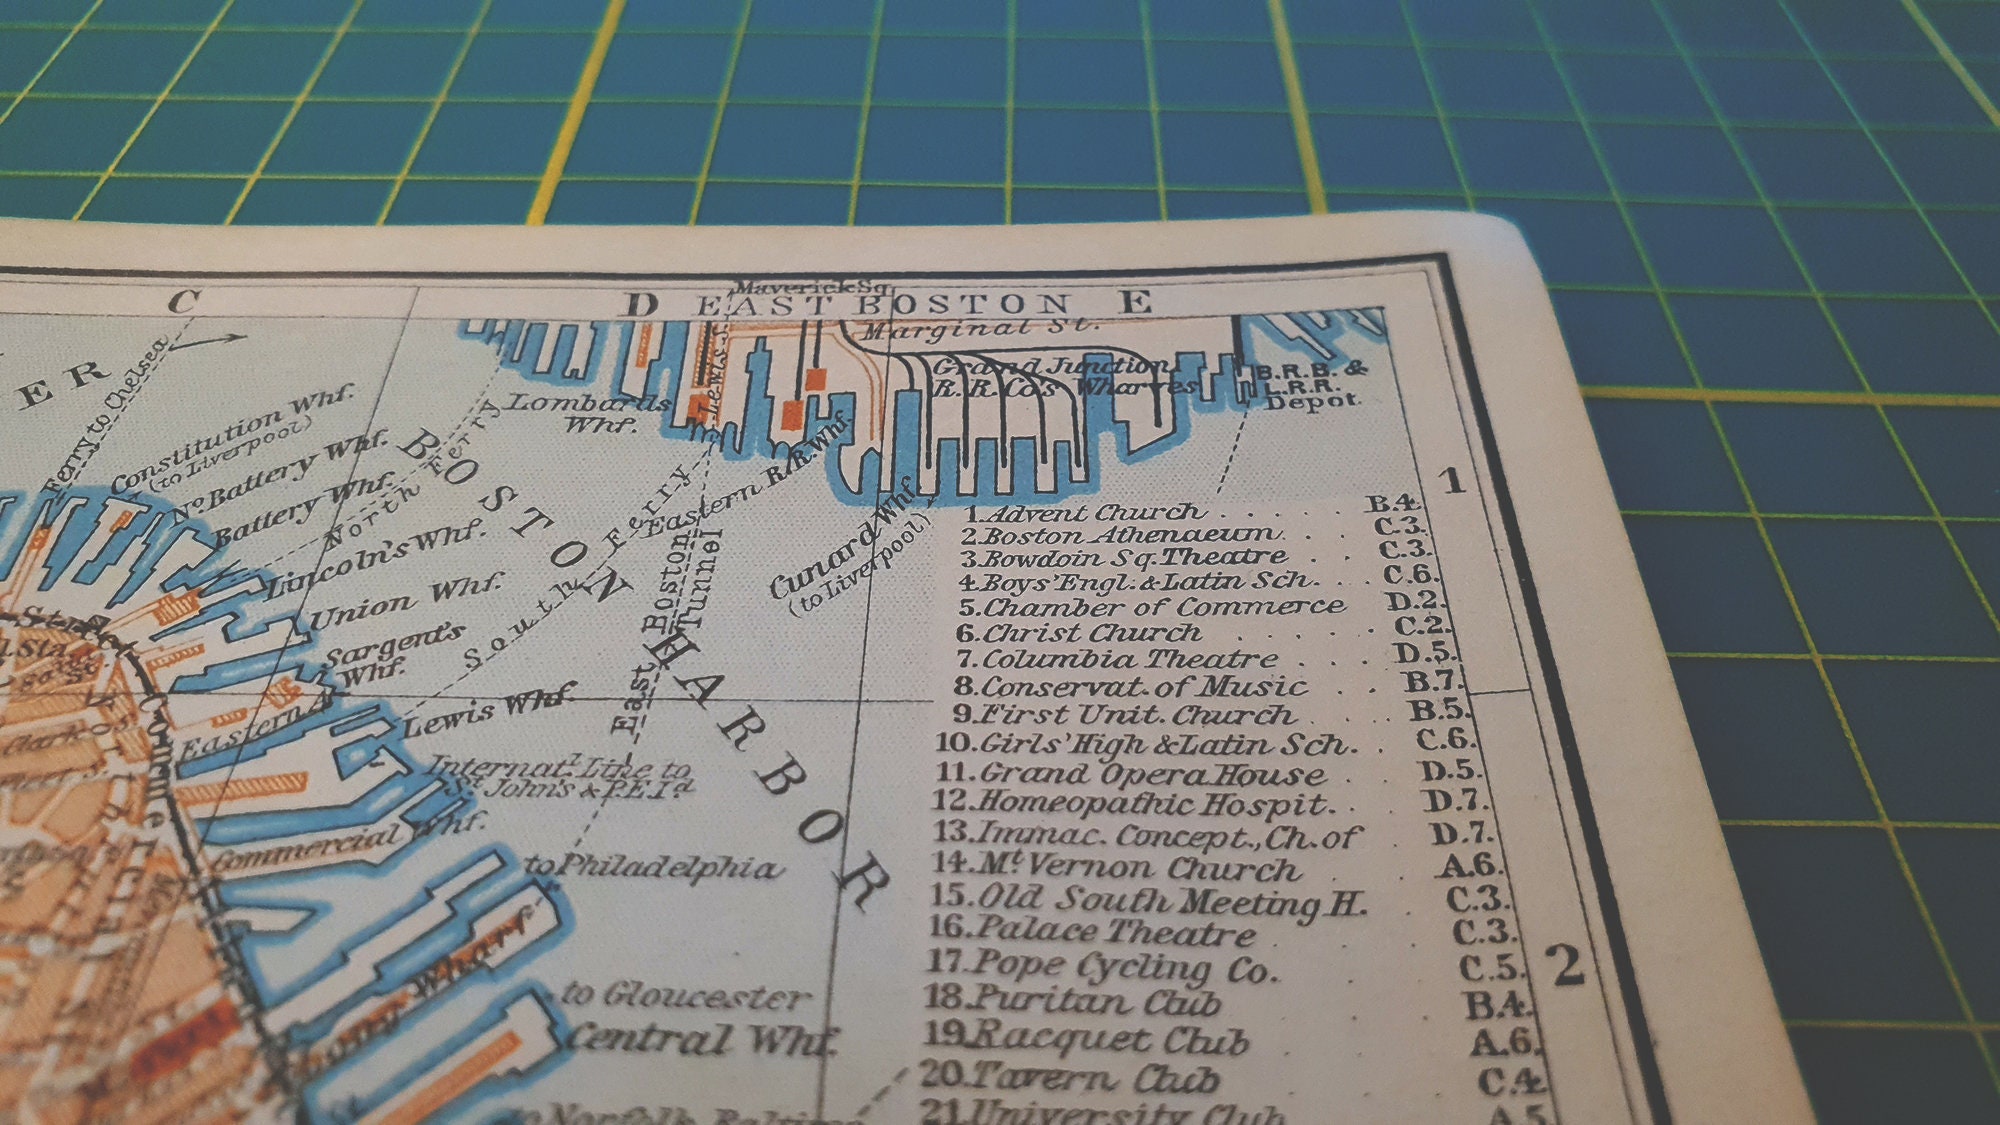 C
D
EAST BOSTON
E
Maverick Sq.
Marginal St.
Lewis St.
Grand Junction
R.R.Co's Wharves
B.R.B. &
L.R.R.
Depot.
ER
Ferry to Chelsea
Constitution Whf.
(to Liverpool)
No Battery Whf.
Battery Whf.
North Ferry
Lincoln's Whf.
Union Whf.
Sargent's
Whf.
Eastern A
Lewis Whf.
Lombards
Whf.
BOSTON
HARBOR
South Ferry
East Boston
Tunnel
Eastern R.R.Whf.
Cunard Whf.
(to Liverpool)
Internat.l Line to
St. John's & P.E.Id
Commercial Whf.
to Philadelphia
Wharf
to Gloucester
Central Whf.
to Norfolk, Baltimore
1
2
1. Advent Church . . . . . B.4.
2. Boston Athenaeum. . . C.3.
3. Bowdoin Sq. Theatre . . C.3.
4. Boys' Engl. & Latin Sch. . . C.6.
5. Chamber of Commerce D.2.
6. Christ Church . . . . . C.2.
7. Columbia Theatre . . . D.5.
8. Conservat. of Music . . B.7.
9. First Unit. Church . . . B.5.
10. Girls' High & Latin Sch. . C.6.
11. Grand Opera House . D.5.
12. Homeopathic Hospit. . . D.7.
13. Immac. Concept., Ch. of D.7.
14. Mt. Vernon Church . . A.6.
15. Old South Meeting H. . C.3.
16. Palace Theatre . . C.3.
17. Pope Cycling Co. . C.5.
18. Puritan Club . . B.4.
19. Racquet Club . . A.6.
20. Tavern Club C.4
21. University Club A.5